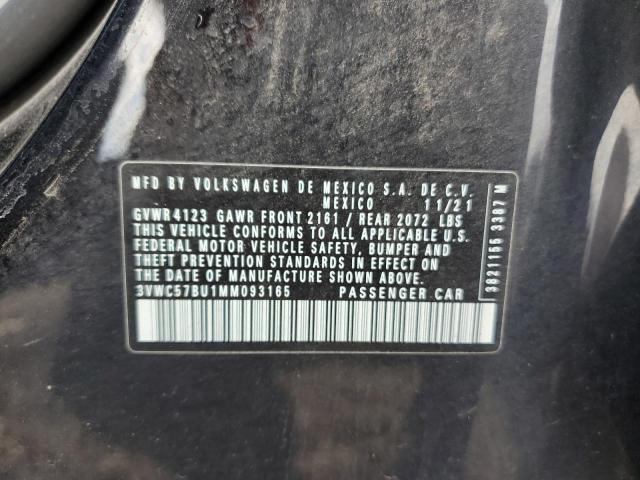 MFD BY VOLKSWAGEN DE MEXICO S.A. DE C.V.
MEXICO 11/21
GVWR4123 GAWR FRONT 2161 / REAR 2072 LBS
THIS VEHICLE CONFORMS TO ALL APPLICABLE U.S.
FEDERAL MOTOR VEHICLE SAFETY, BUMPER AND
THEFT PREVENTION STANDARDS IN EFFECT ON
THE DATE OF MANUFACTURE SHOWN ABOVE.
3VWC57BU1MM093165 PASSENGER CAR
3821155 3387 M